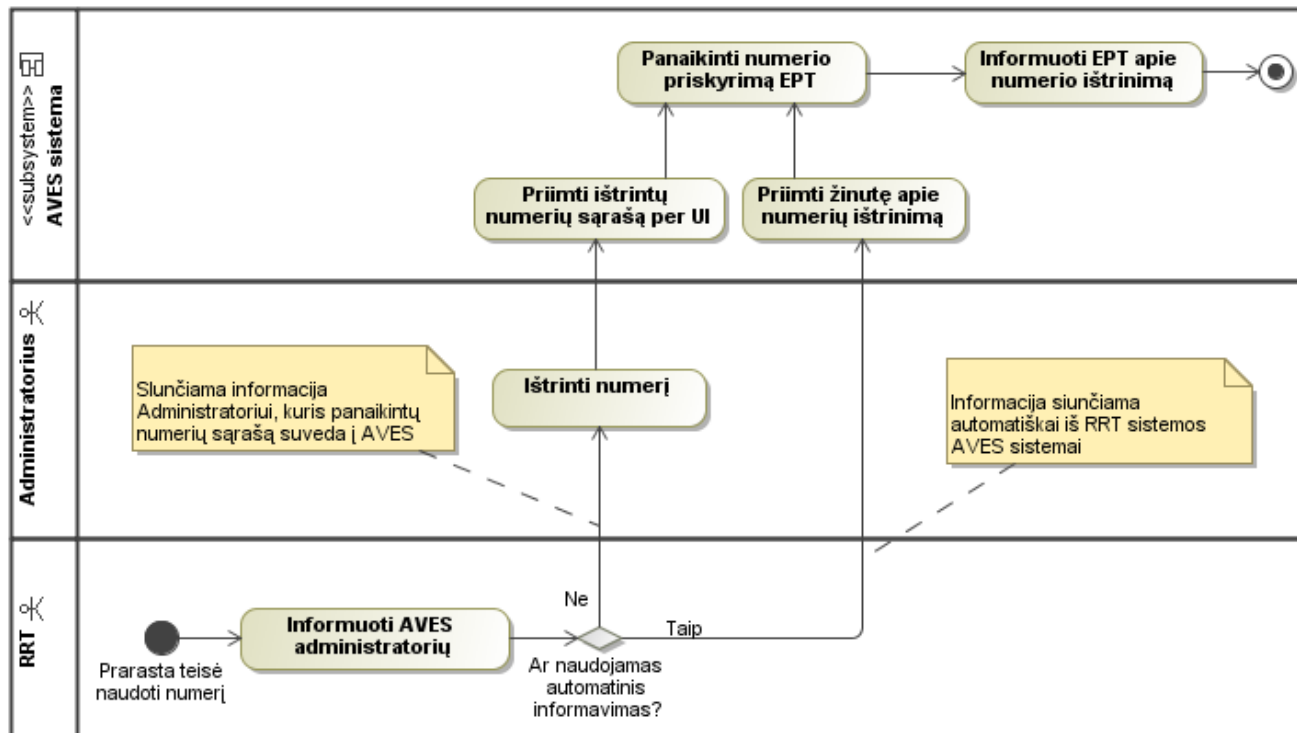 <<subsystem>>
AVES sistema
Panaikinti numerio
priskyrimą EPT
Informuoti EPT apie
numerio ištrinimą
Priimti ištrintų
numerių sąrašą per UI
Priimti žinutę apie
numerių ištrinimą
Administratorius
Slunčiama informacija
Administratoriui, kuris panaikintų
numerių sąrašą suveda į AVES
Ištrinti numerį
Informacija siunčiama
automatiškai iš RRT sistemos
AVES sistemai
RRT
Prarasta teisė
naudoti numerį
Informuoti AVES
administratorių
Ne
Taip
Ar naudojamas
automatinis
informavimas?